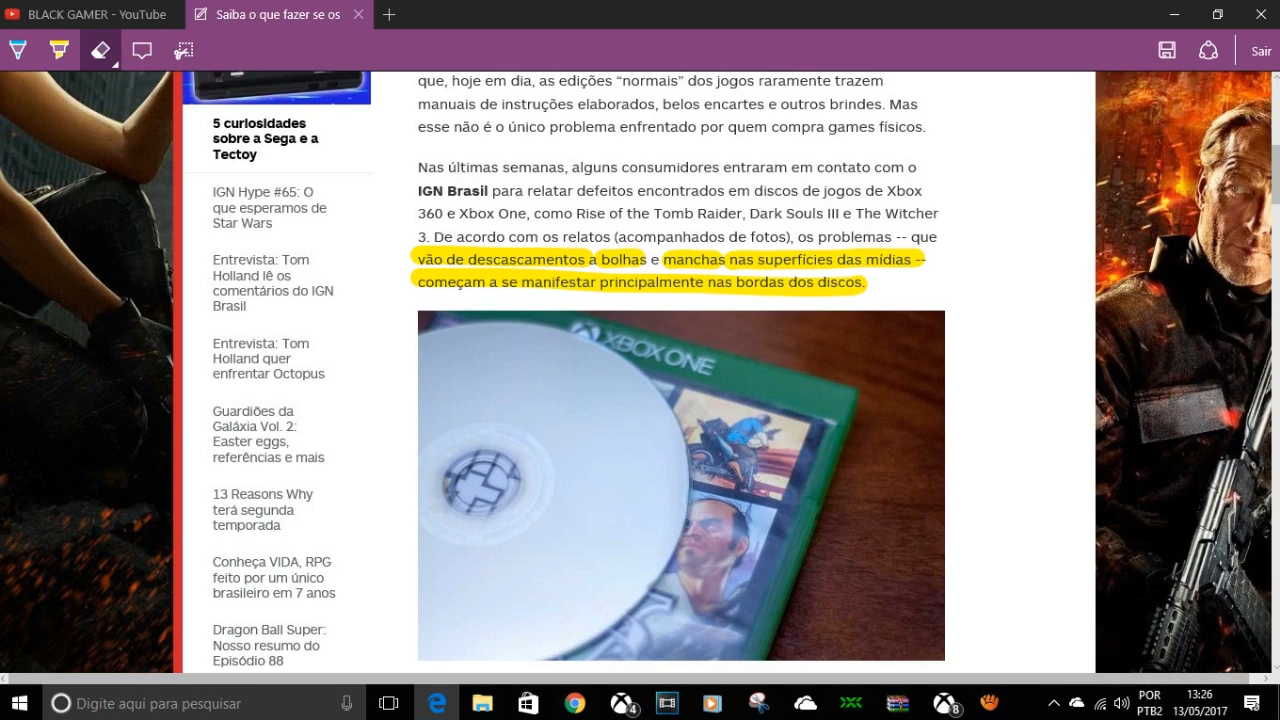 BLACK GAMER - YouTube
Saiba o que fazer se os
Sair
5 curiosidades
sobre a Sega e a
Tectoy
IGN Hype #65: O
que esperamos de
Star Wars
Entrevista: Tom
Holland lê os
comentários do IGN
Brasil
Entrevista: Tom
Holland quer
enfrentar Octopus
Guardiões da
Galáxia Vol. 2:
Easter eggs,
referências e mais
13 Reasons Why
terá segunda
temporada
Conheça VIDA, RPG
feito por um único
brasileiro em 7 anos
Dragon Ball Super:
Nosso resumo do
Episódio 88
que, hoje em dia, as edições “normais” dos jogos raramente trazem
manuais de instruções elaborados, belos encartes e outros brindes. Mas
esse não é o único problema enfrentado por quem compra games físicos.
Nas últimas semanas, alguns consumidores entraram em contato com o
IGN Brasil para relatar defeitos encontrados em discos de jogos de Xbox
360 e Xbox One, como Rise of the Tomb Raider, Dark Souls III e The Witcher
3. De acordo com os relatos (acompanhados de fotos), os problemas -- que
vão de descascamentos a bolhas e manchas nas superfícies das mídias --
começam a se manifestar principalmente nas bordas dos discos.
XBOX ONE
Digite aqui para pesquisar
4
8
POR
PTB2
13:26
13/05/2017